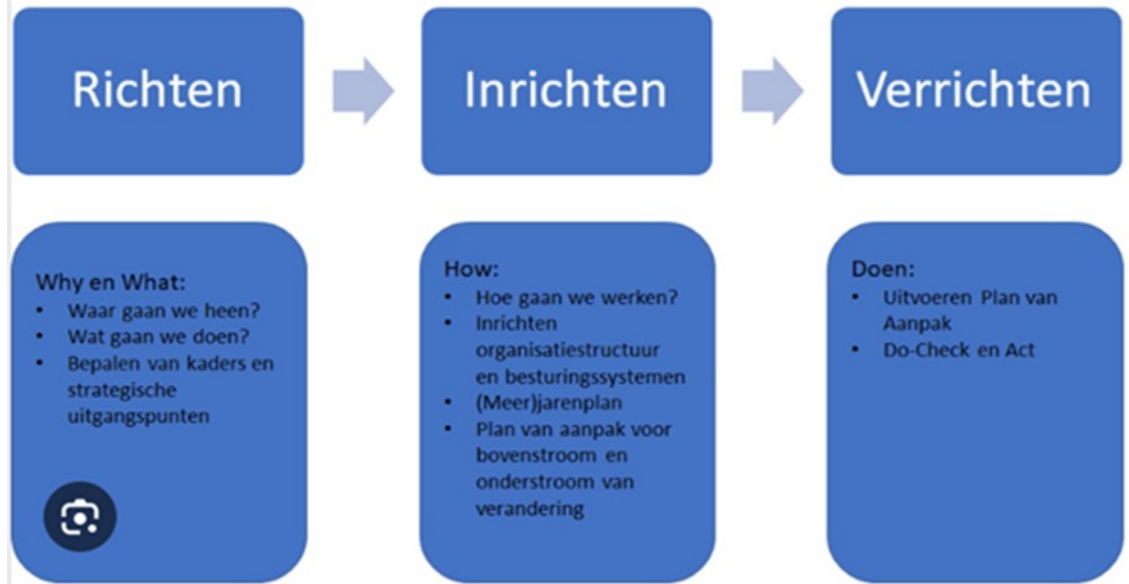 Richten
Inrichten
Verrichten
Why en What:
• Waar gaan we heen?
• Wat gaan we doen?
• Bepalen van kaders en
strategische
uitgangspunten
How:
• Hoe gaan we werken?
• Inrichten
organisatiestructuur
en besturingssystemen
• (Meer)jarenplan
• Plan van aanpak voor
bovenstroom en
onderstroom van
verandering
Doen:
• Uitvoeren Plan van
Aanpak
• Do-Check en Act